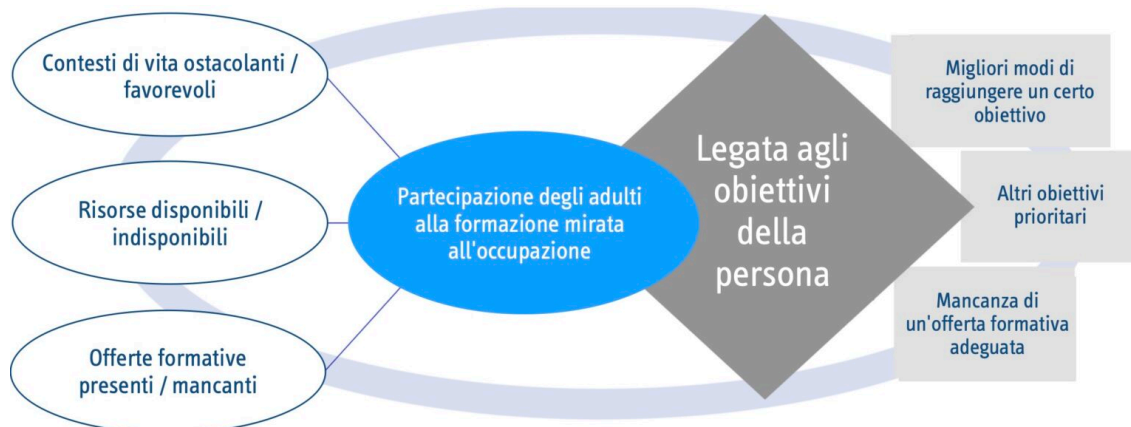 Contesti di vita ostacolanti /
favorevoli
Risorse disponibili /
indisponibili
Offerte formative
presenti / mancanti
Partecipazione degli adulti
alla formazione mirata
all'occupazione
Legata agli
obiettivi
della
persona
Migliori modi di
raggiungere un certo
obiettivo
Altri obiettivi
prioritari
Mancanza di
un'offerta formativa
adeguata